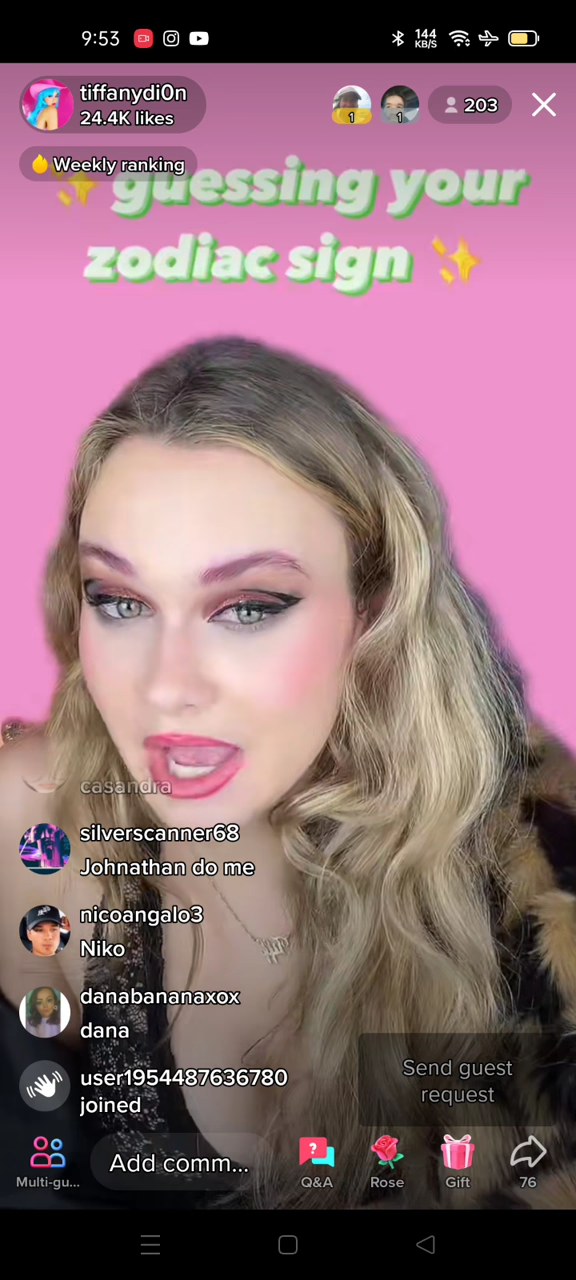 9:53
144
KB/S
tiffanydi0n
24.4K likes
1
1
203
Weekly ranking
✨ guessing your
zodiac sign ✨
casandra
silverscanner68
Johnathan do me
nicoangalo3
Niko
danabananaxox
dana
user1954487636780
joined
Send guest
request
Multi-gu...
Add comm...
Q&A
Rose
Gift
76